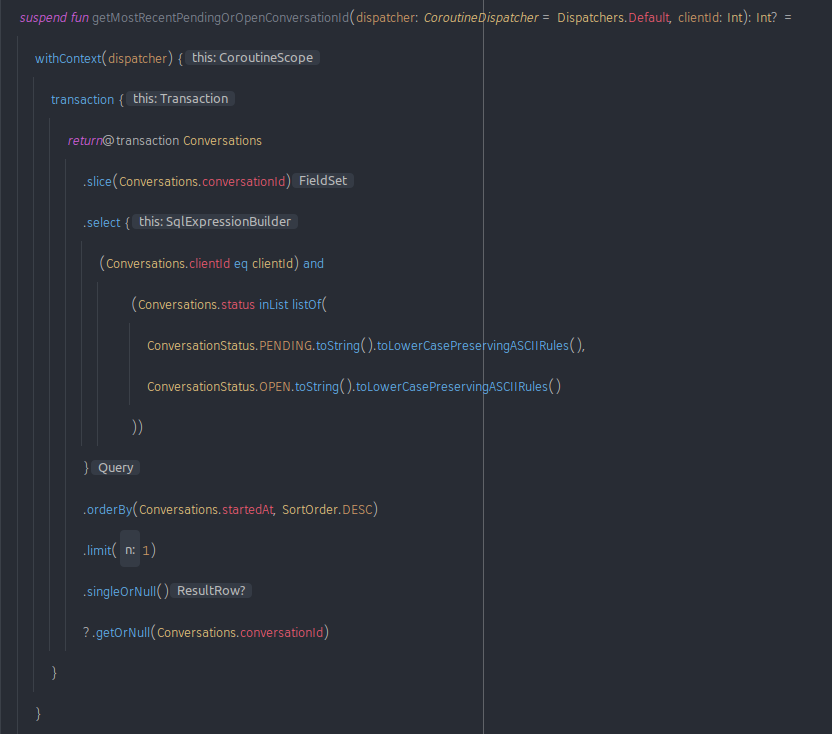 suspend fun getMostRecentPendingOrOpenConversationId(dispatcher: CoroutineDispatcher = Dispatchers.Default, clientId: Int): Int? =
withContext(dispatcher) { this: CoroutineScope
transaction { this: Transaction
return@transaction Conversations
.slice(Conversations.conversationId) FieldSet
.select { this: SqlExpressionBuilder
(Conversations.clientId eq clientId) and
(Conversations.status inList listOf(
ConversationStatus.PENDING.toString().toLowerCasePreservingASCIIRules(),
ConversationStatus.OPEN.toString().toLowerCasePreservingASCIIRules()
))
} Query
.orderBy(Conversations.startedAt, SortOrder.DESC)
.limit( n: 1)
.singleOrNull() ResultRow?
?.getOrNull(Conversations.conversationId)
}
}